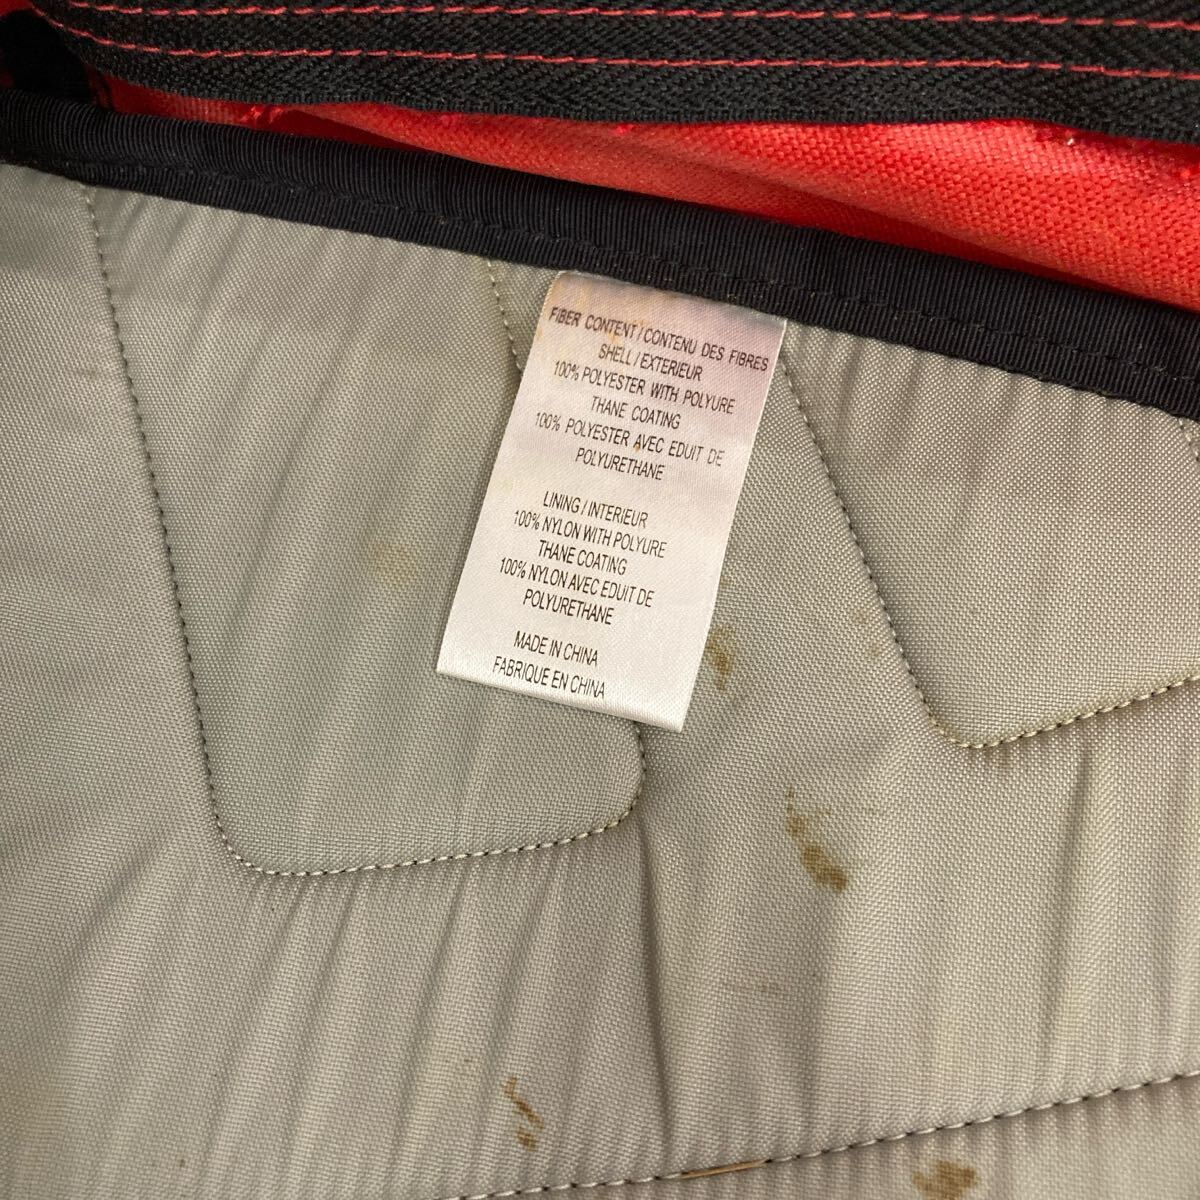 FIBER CONTENT / CONTENU DES FIBRES
SHELL / EXTERIEUR
100% POLYESTER WITH POLYURE
THANE COATING
100% POLYESTER AVEC EDUIT DE
POLYURETHANE
LINING / INTERIEUR
100% NYLON WITH POLYURE
THANE COATING
100% NYLON AVEC EDUIT DE
POLYURETHANE
MADE IN CHINA
FABRIQUE EN CHINA